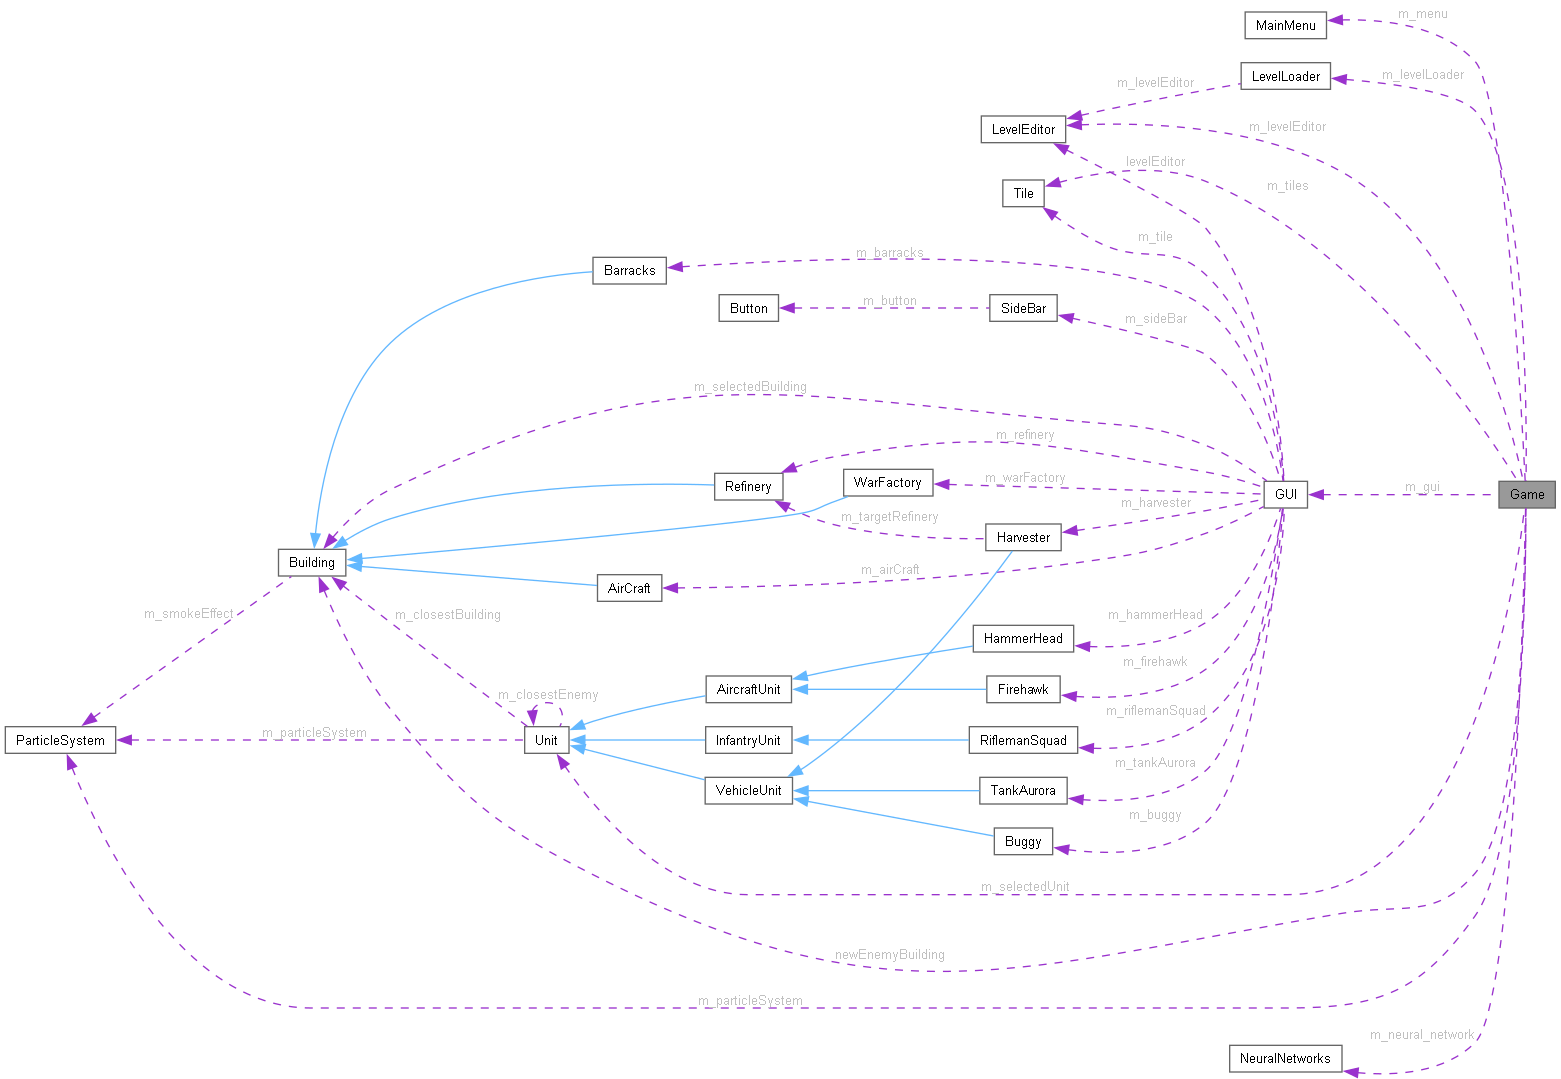 m_menu
MainMenu
m_levelLoader
LevelLoader
m_levelEditor
LevelEditor
m_levelEditor
levelEditor
m_tiles
Tile
m_tile
m_barracks
Barracks
Button
m_button
SideBar
m_sideBar
m_selectedBuilding
m_refinery
Refinery
WarFactory
m_warFactory
GUI
m_gui
Game
m_targetRefinery
m_harvester
Harvester
Building
m_airCraft
AirCraft
m_smokeEffect
m_closestBuilding
m_hammerHead
HammerHead
m_firehawk
AircraftUnit
Firehawk
m_closestEnemy
m_riflemanSquad
ParticleSystem
m_particleSystem
Unit
InfantryUnit
RiflemanSquad
m_tankAurora
VehicleUnit
TankAurora
m_buggy
Buggy
m_selectedUnit
newEnemyBuilding
m_particleSystem
m_neural_network
NeuralNetworks